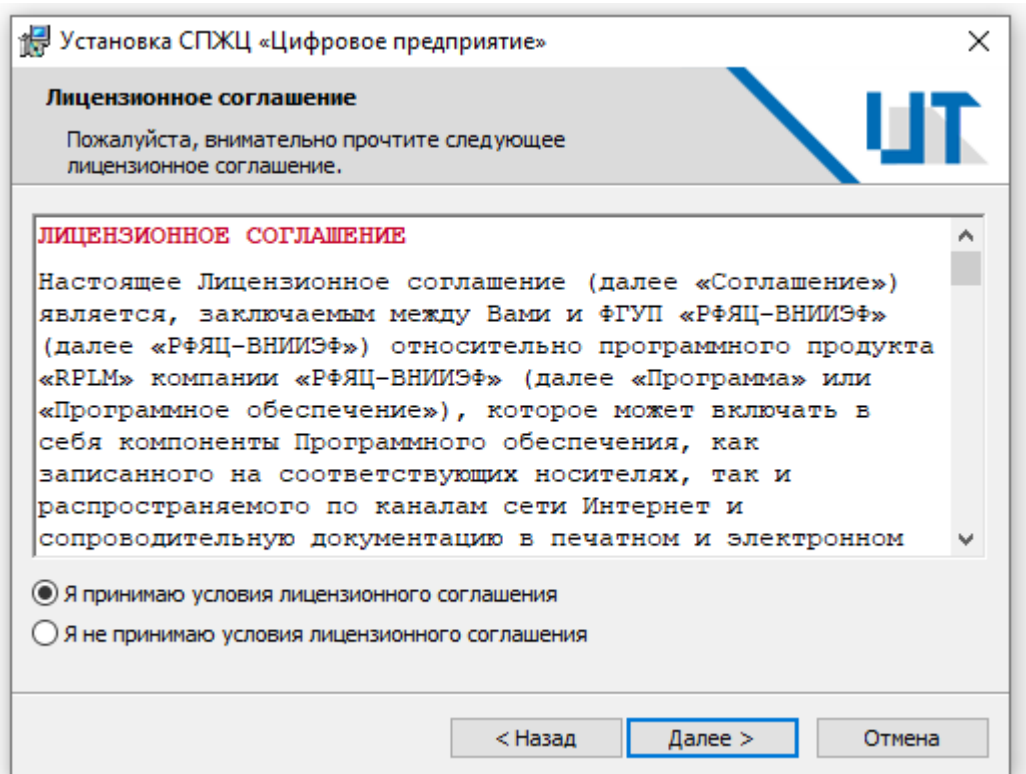 Установка СПЖЦ «Цифровое предприятие»
Лицензионное соглашение
Пожалуйста, внимательно прочтите следующее
лицензионное соглашение.
ЛИЦЕНЗИОННОЕ СОГЛАШЕНИЕ
Настоящее Лицензионное соглашение (далее «Соглашение»)
является, заключаемым между Вами и ФГУП «РФЯЦ-ВНИИЭФ»
(далее «РФЯЦ-ВНИИЭФ») относительно программного продукта
«RPLM» компании «РФЯЦ-ВНИИЭФ» (далее «Программа» или
«Программное обеспечение»), которое может включать в
себя компоненты Программного обеспечения, как
записанного на соответствующих носителях, так и
распространяемого по каналам сети Интернет и
сопроводительную документацию в печатном и электронном
Я принимаю условия лицензионного соглашения
Я не принимаю условия лицензионного соглашения
< Назад
Далее >
Отмена